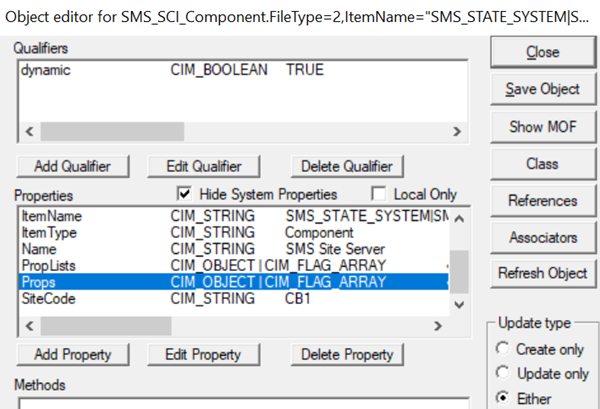 Object editor for SMS_SCI_Component.FileType=2,ItemName="SMS_STATE_SYSTEM|S...
Qualifiers
Close
dynamic CIM_BOOLEAN TRUE
Save Object
Show MOF
Add Qualifier Edit Qualifier Delete Qualifier
Class
Properties Hide System Properties Local Only
References
ItemName CIM_STRING SMS_STATE_SYSTEM|SM
ItemType CIM_STRING Component
Name CIM_STRING SMS Site Server
Associators
PropLists CIM_OBJECT | CIM_FLAG_ARRAY
Props CIM_OBJECT | CIM_FLAG_ARRAY
Refresh Object
SiteCode CIM_STRING CB1
Update type
Add Property Edit Property Delete Property
Create only
Update only
Methods
Either